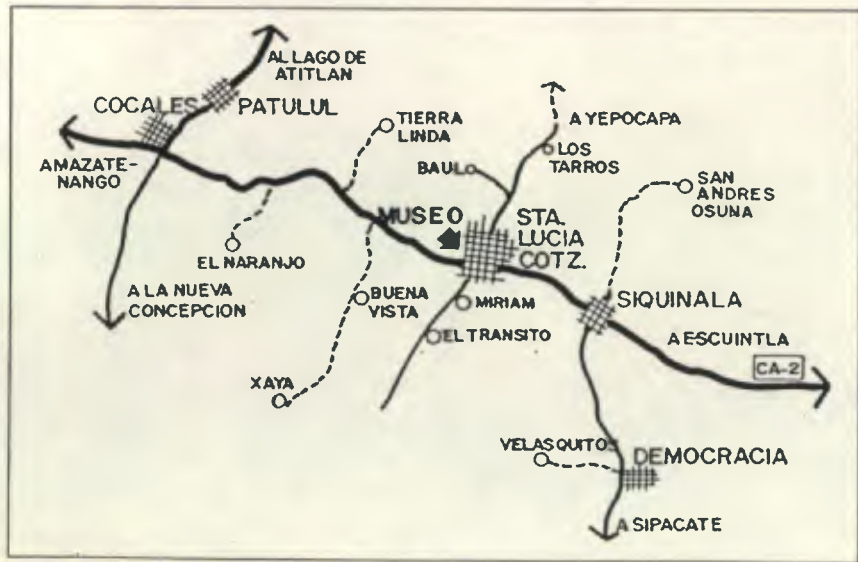 AL LAGO DE
ATITLAN
COCALES
PATULUL
TIERRA
LINDA
A YEPOCAPA
LOS
TARROS
BAUL
AMAZATE-
NANGO
SAN
ANDRES
OSUNA
MUSEO
STA.
LUCIA
COTZ.
EL NARANJO
A LA NUEVA
CONCEPCION
BUENA
VISTA
MIRIAM
EL TRANSITO
SIQUINALA
A ESCUINTLA
CA-2
XAYA
VELASQUITOS
DEMOCRACIA
A SIPACATE